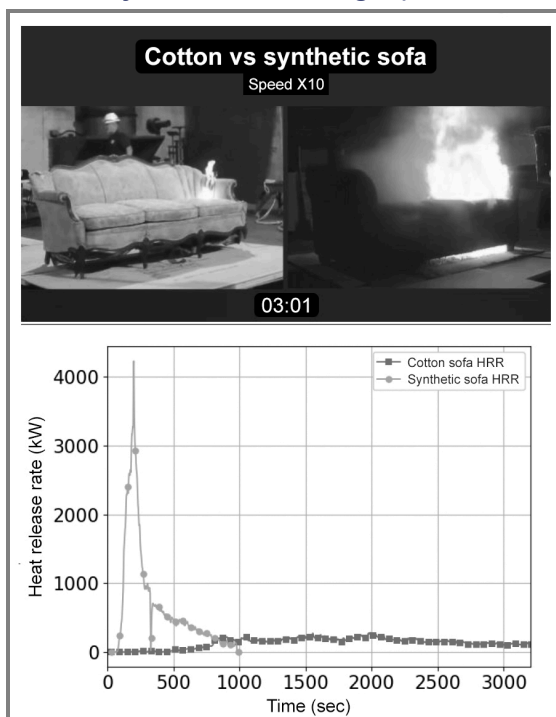 Cotton vs synthetic sofa
Speed X10
03:01
Cotton sofa HRR
Synthetic sofa HRR
4000
3000
2000
1000
0
Heat release rate (kW)
0 500 1000 1500 2000 2500 3000
Time (sec)